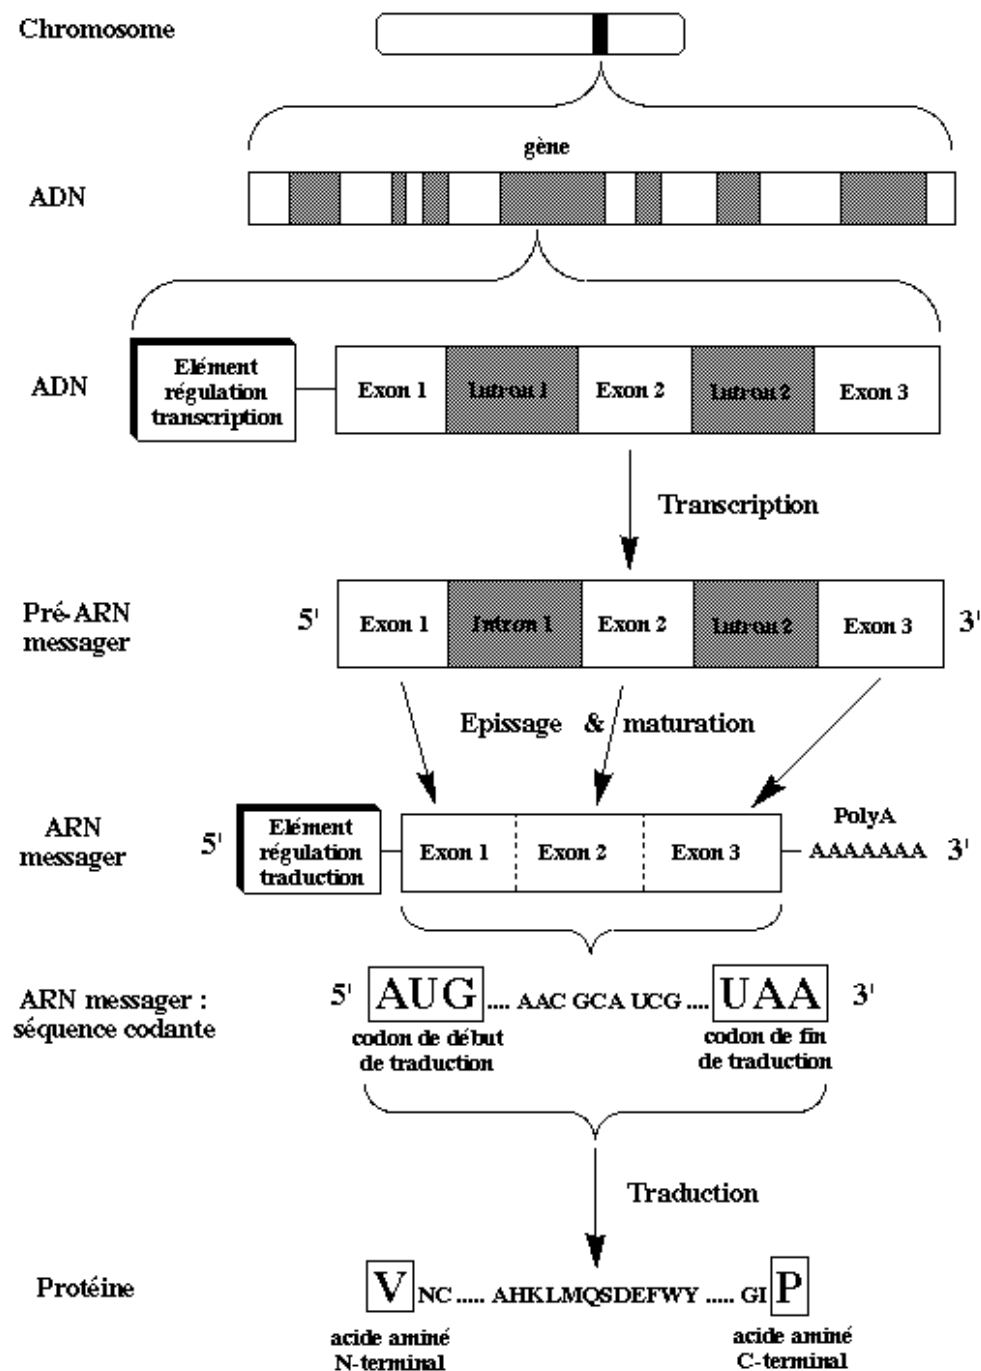 Chromosome
gène
ADN
ADN
Elément
régulation
transcription
Exon 1 Intron 1 Exon 2 Intron 2 Exon 3
Transcription
Pré-ARN
messager
5' Exon 1 Intron 1 Exon 2 Intron 2 Exon 3 3'
Epissage & maturation
ARN
messager
5' Elément
régulation
traduction
Exon 1 Exon 2 Exon 3
PolyA
AAAAAAA 3'
ARN messager :
séquence codante
5' AUG .... AAC GCA UCG .... UAA 3'
codon de début
de traduction
codon de fin
de traduction
Traduction
Protéine
V NC ..... AHKLMQSDEFWY ..... GI P
acide aminé
N-terminal
acide aminé
C-terminal